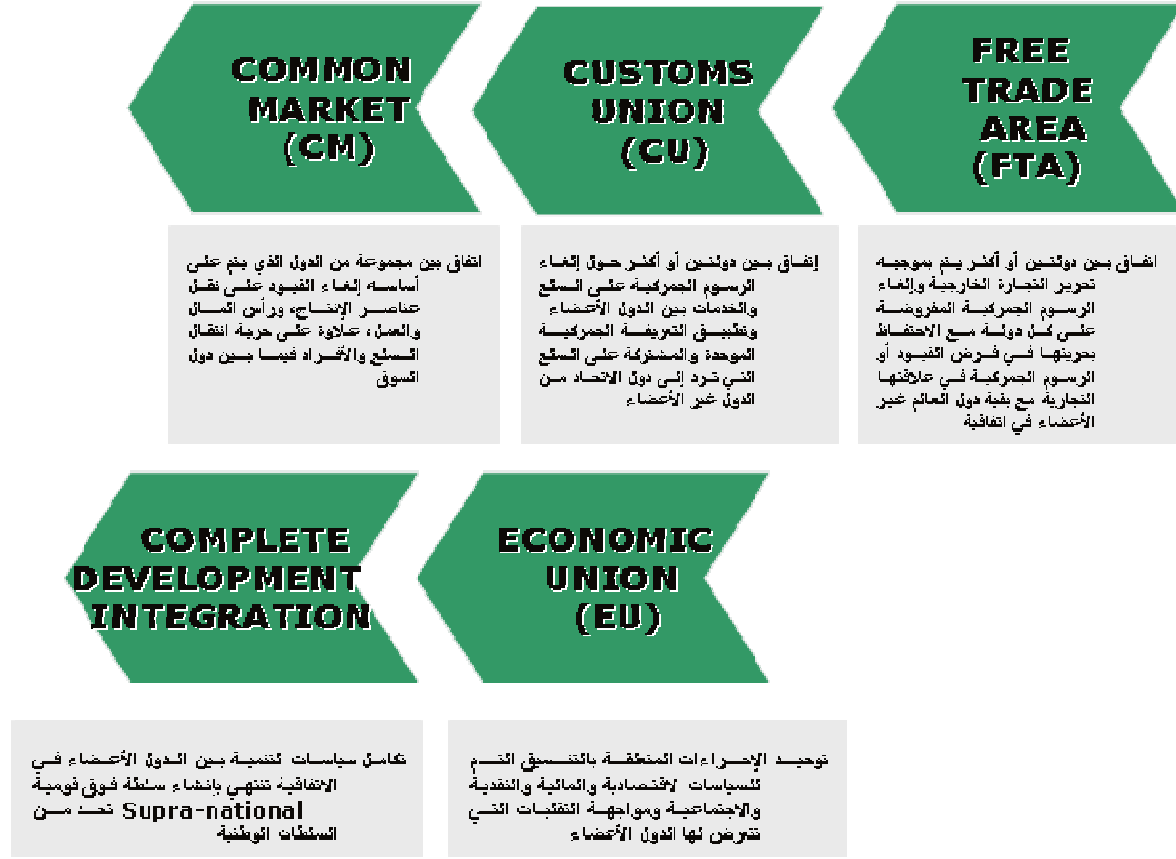 FREE
TRADE
AREA
(FTA)
اتفاق بين دولتين أو أكثر يتم بموجبه
تحرير التجارة الخارجية وإلغاء
الرسوم الجمركية المفروضة
على كل دولة مع الاحتفاظ
بحريتها في فرض القيود أو
الرسوم الجمركية في علاقتها
التجارية مع بقية دول العالم غير
الأعضاء في اتفاقية
CUSTOMS
UNION
(CU)
إتفاق بين دولتين أو أكثر حول إلغاء
الرسوم الجمركية على السلع
والخدمات بين الدول الأعضاء
وتطبيق التعريفة الجمركية
الموحدة والمشتركة على السلع
التي ترد إلى دول الاتحاد من
الدول غير الأعضاء
COMMON
MARKET
(CM)
اتفاق بين مجموعة من الدول الذي يتم على
أساسه إلغاء القيود على نقل
عناصر الإنتاج، ورأس المال
والعمل، علاوة على حرية انتقال
السلع والأفراد فيما بين دول
السوق
ECONOMIC
UNION
(EU)
توحيد الإجراءات المتعلقة بالتنسيق التم
للسياسات لاقتصادية والمالية والنقدية
والاجتماعية ومواجهة التقلبات التي
تتعرض لها الدول الأعضاء
COMPLETE
DEVELOPMENT
INTEGRATION
تكامل سياسات التنمية بين الدول الأعضاء في
الاتفاقية تنتهي بإنشاء سلطة فوق قومية
Supra-national تحد من
السلطات الوطنية